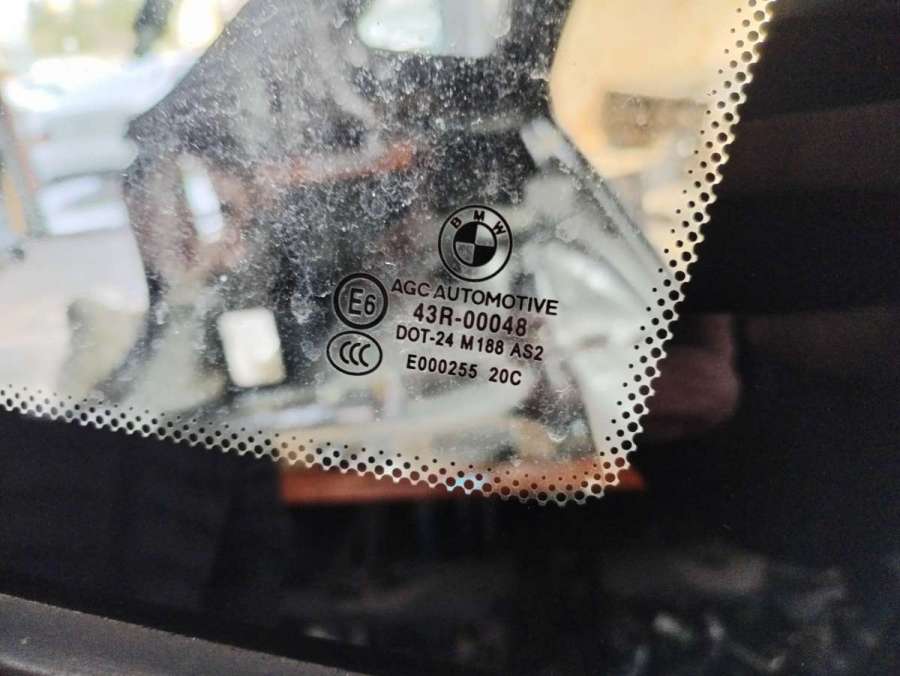 BMW
AGC AUTOMOTIVE
E6 43R-00048
DOT-24 M188 AS2
CCC E000255 20C